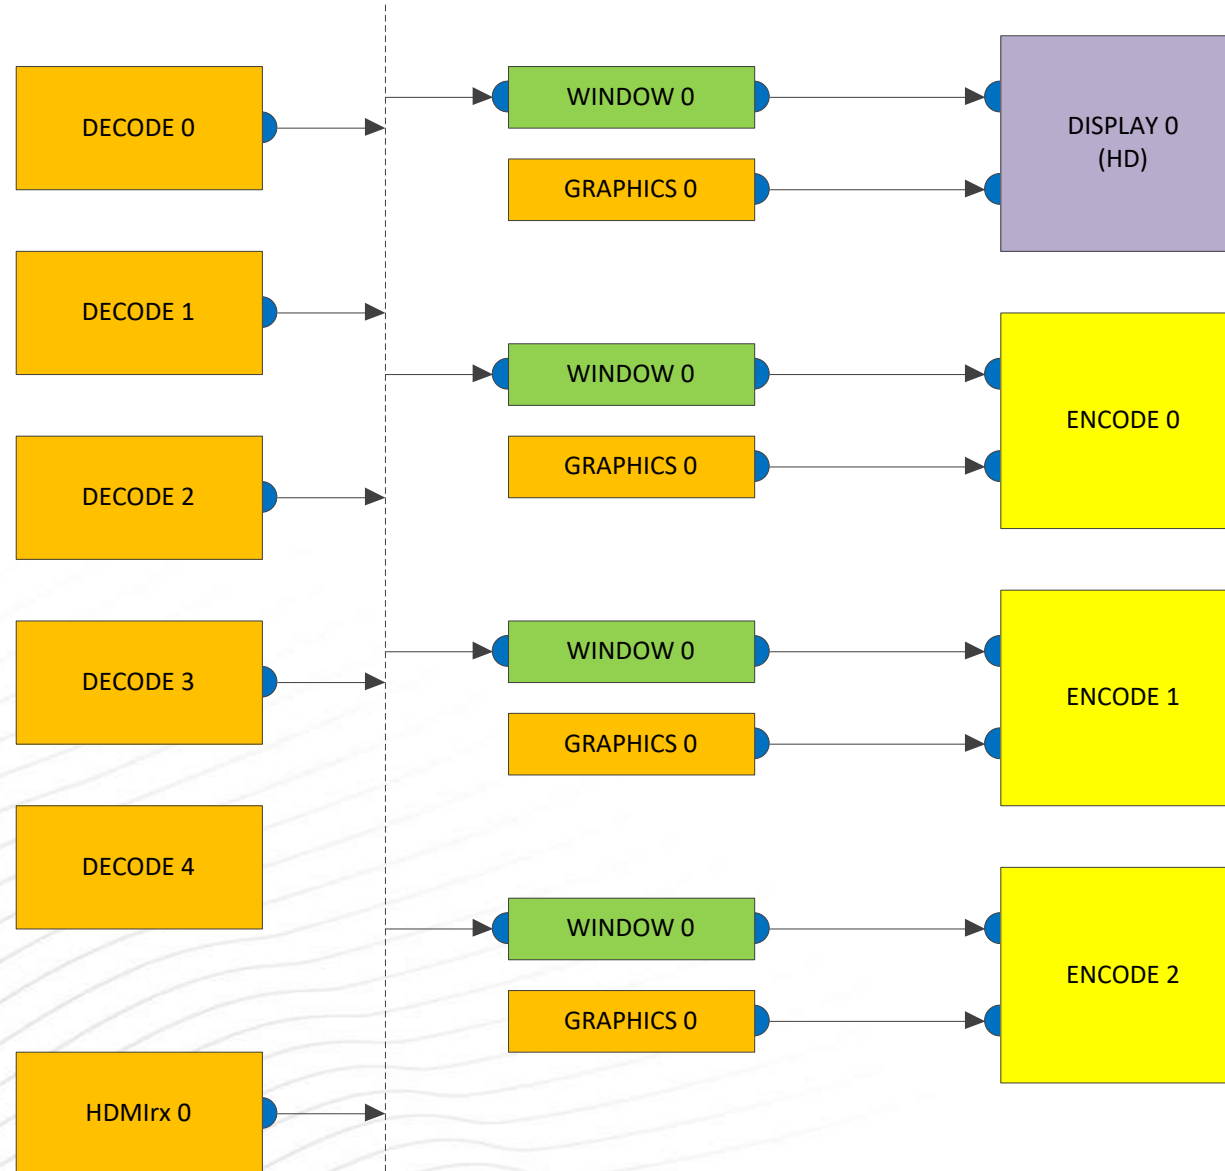 DECODE 0
DECODE 1
DECODE 2
DECODE 3
DECODE 4
HDMIrx 0
WINDOW 0
GRAPHICS 0
WINDOW 0
GRAPHICS 0
WINDOW 0
GRAPHICS 0
WINDOW 0
GRAPHICS 0
DISPLAY 0
(HD)
ENCODE 0
ENCODE 1
ENCODE 2